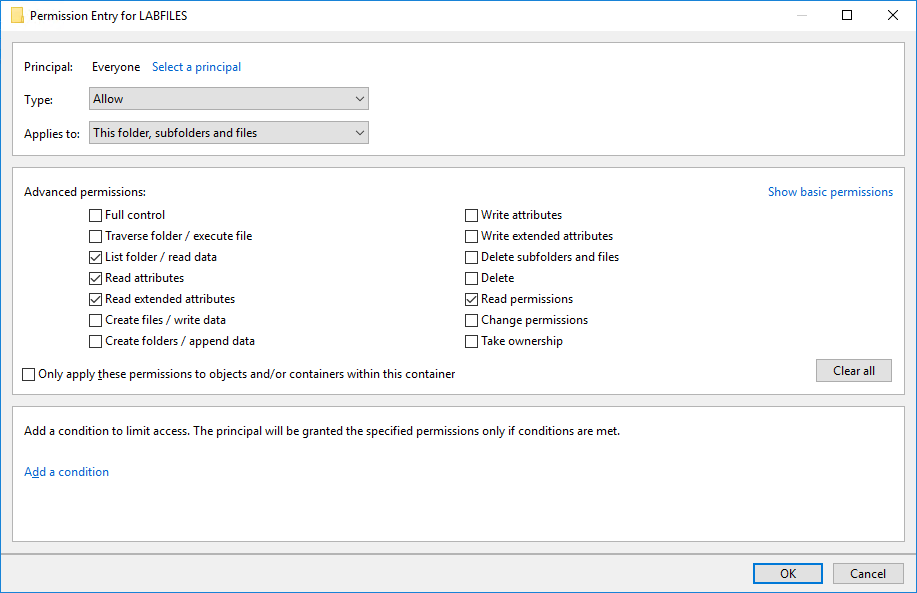 Permission Entry for LABFILES
Principal: Everyone Select a principal
Type: Allow
Applies to: This folder, subfolders and files
Advanced permissions: Show basic permissions
Full control
Traverse folder / execute file
List folder / read data
Read attributes
Read extended attributes
Create files / write data
Create folders / append data
Write attributes
Write extended attributes
Delete subfolders and files
Delete
Read permissions
Change permissions
Take ownership
Only apply these permissions to objects and/or containers within this container
Clear all
Add a condition to limit access. The principal will be granted the specified permissions only if conditions are met.
Add a condition
OK Cancel